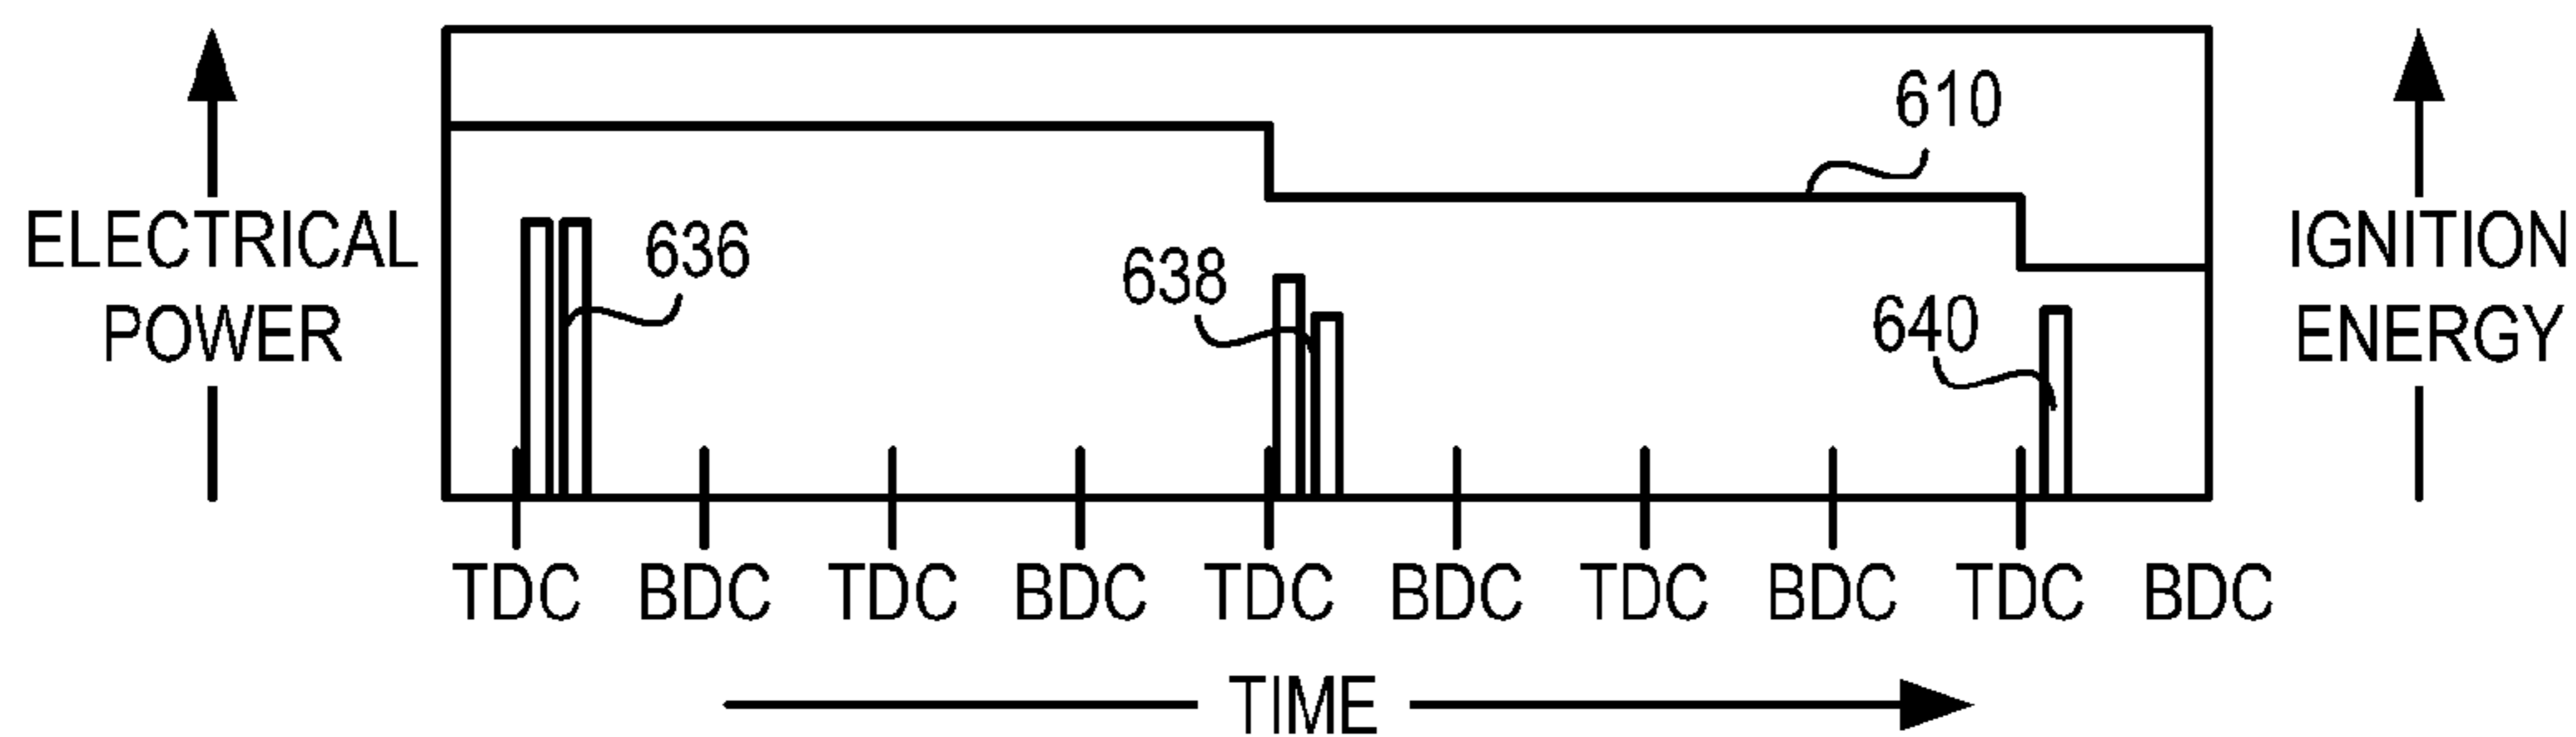 610
ELECTRICAL
POWER
636
638
640
IGNITION
ENERGY
TDC BDC TDC BDC TDC BDC TDC BDC TDC BDC
TIME